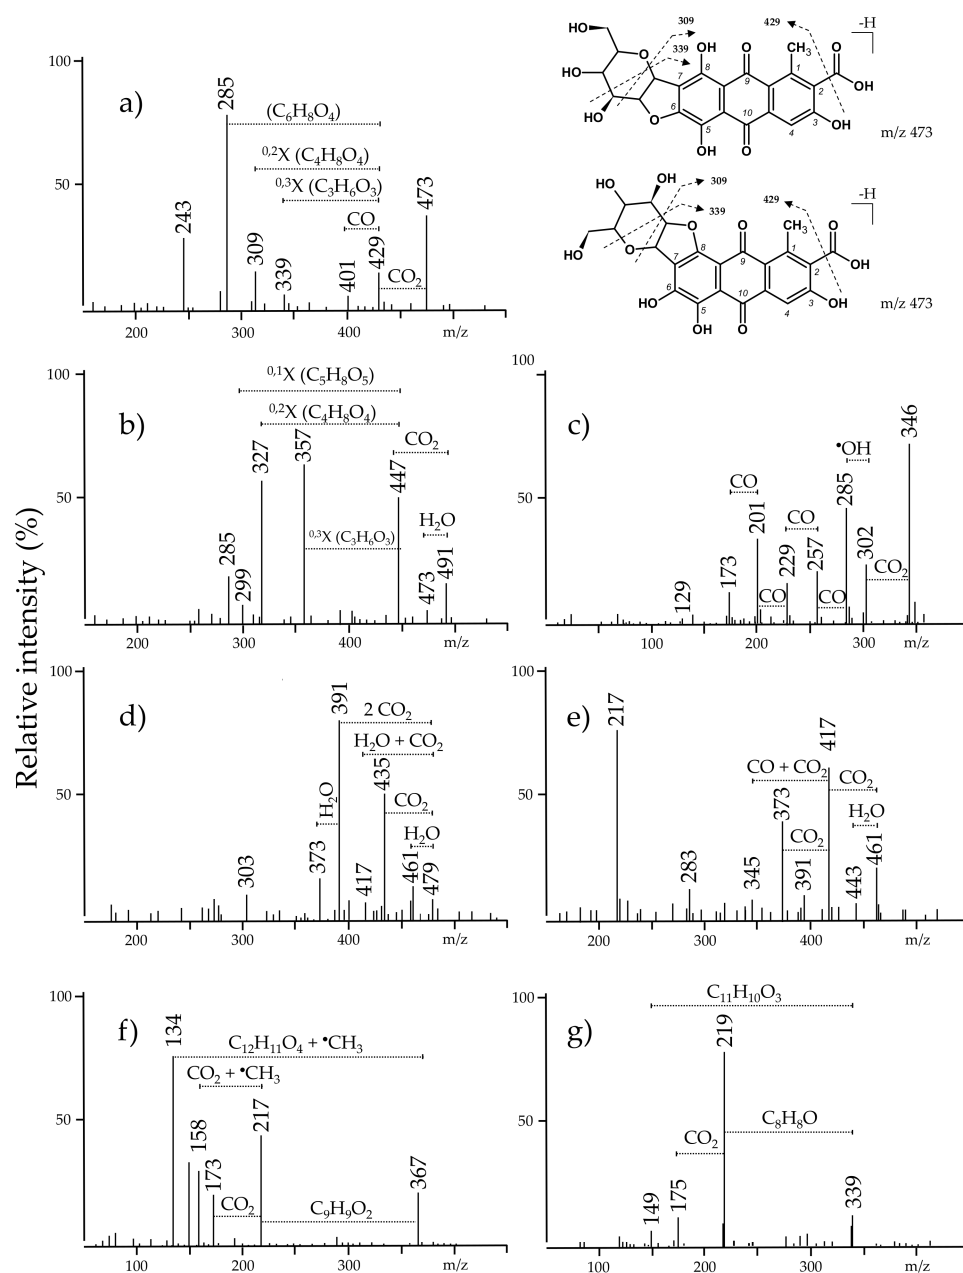 Relative intensity (%)
a)
100
50
243
285
309
339
401
429
473
(C₆H₈O₄)
⁰,²X (C₄H₈O₄)
⁰,³X (C₃H₆O₃)
CO
CO₂
200 300 400 m/z
HO
HO
HO
O
O
309
339
OH
8
7
6
5
OH
O
9
10
O
429
CH₃
1
2
3
4
O
OH
OH
-H
m/z 473
HO
OH
HO
O
O
309
339
8
7
6
5
HO
OH
O
9
10
O
429
CH₃
1
2
3
4
O
OH
OH
-H
m/z 473
b)
100
50
285
299
327
357
447
473
491
⁰,¹X (C₅H₈O₅)
⁰,²X (C₄H₈O₄)
⁰,³X (C₃H₆O₃)
CO₂
H₂O
200 300 400 m/z
c)
100
50
129
173
201
229
257
285
302
346
CO
CO
CO
CO
•OH
CO₂
100 200 300 m/z
d)
100
50
303
373
391
417
435
461
479
2 CO₂
H₂O + CO₂
H₂O
CO₂
H₂O
200 300 400 m/z
e)
100
50
217
283
345
373
391
417
443
461
CO + CO₂
CO₂
CO₂
H₂O
200 300 400 m/z
f)
100
50
134
158
173
217
367
C₁₂H₁₁O₄ + •CH₃
CO₂ + •CH₃
CO₂
C₉H₉O₂
100 200 300 m/z
g)
100
50
149
175
219
339
C₁₁H₁₀O₃
C₈H₈O
CO₂
100 200 300 m/z